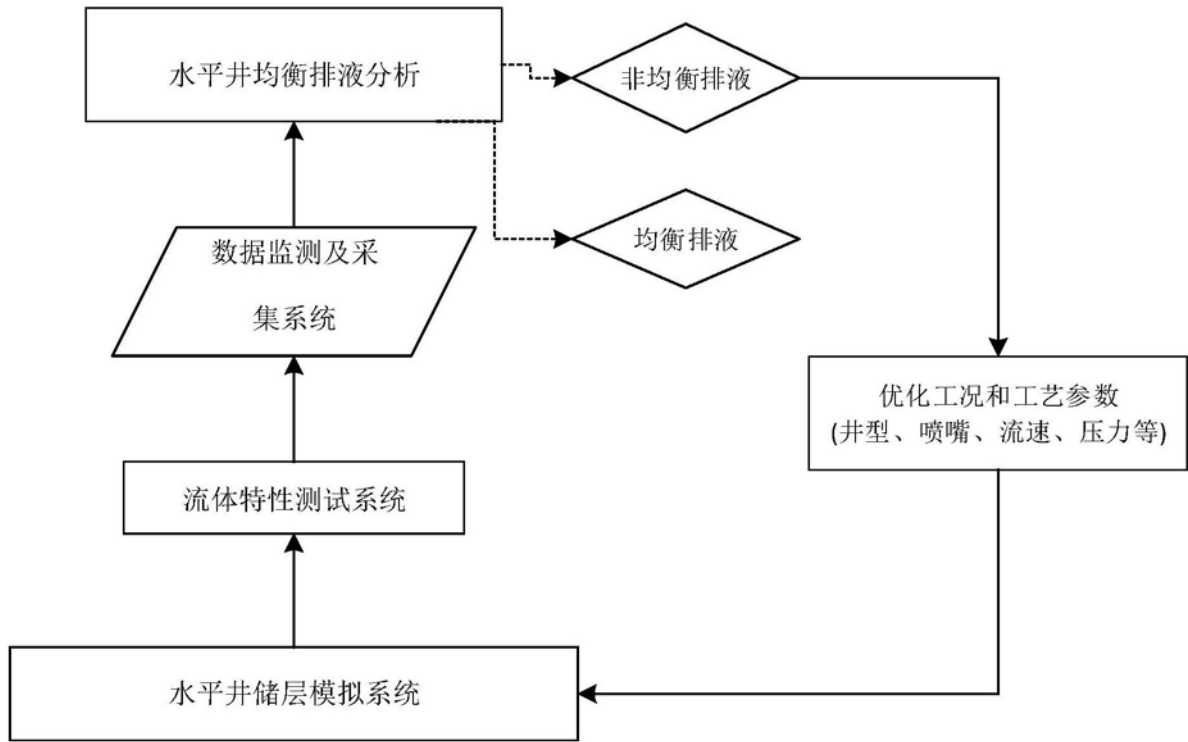 水平井均衡排液分析
非均衡排液
均衡排液
数据监测及采
集系统
优化工况和工艺参数
(井型、喷嘴、流速、压力等)
流体特性测试系统
水平井储层模拟系统